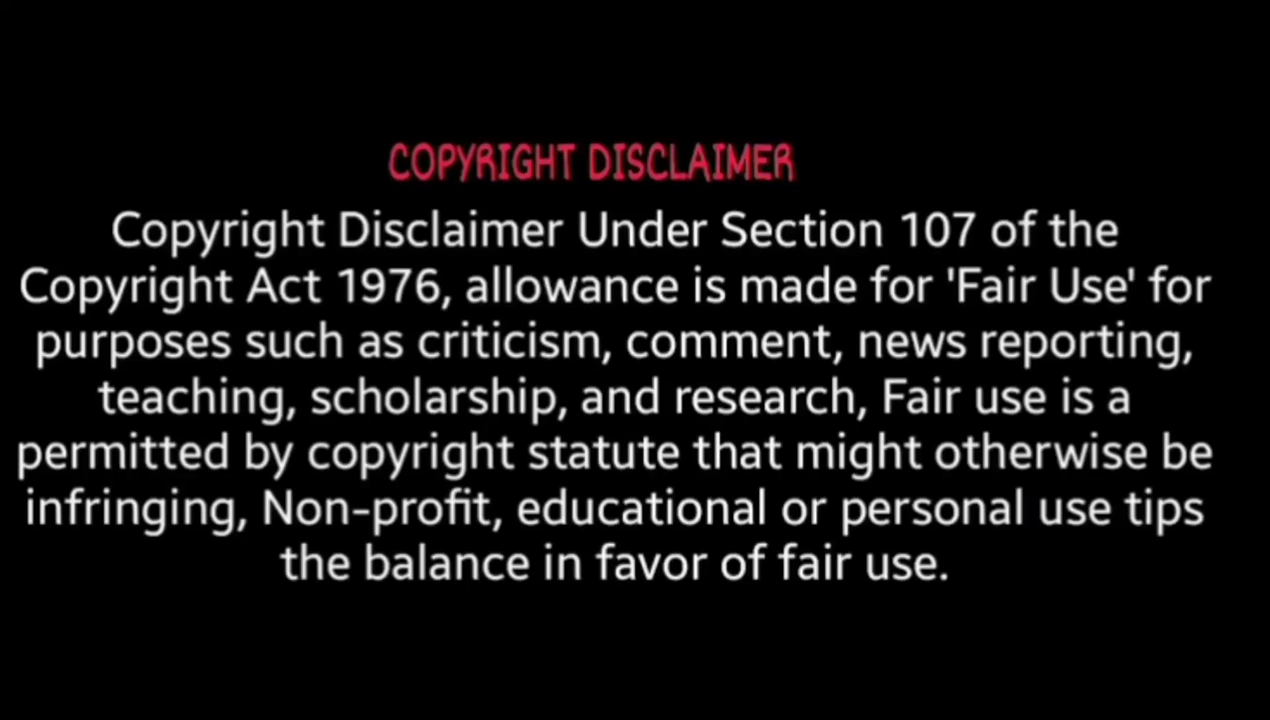 COPYRIGHT DISCLAIMER
Copyright Disclaimer Under Section 107 of the
Copyright Act 1976, allowance is made for 'Fair Use' for
purposes such as criticism, comment, news reporting,
teaching, scholarship, and research, Fair use is a
permitted by copyright statute that might otherwise be
infringing, Non-profit, educational or personal use tips
the balance in favor of fair use.